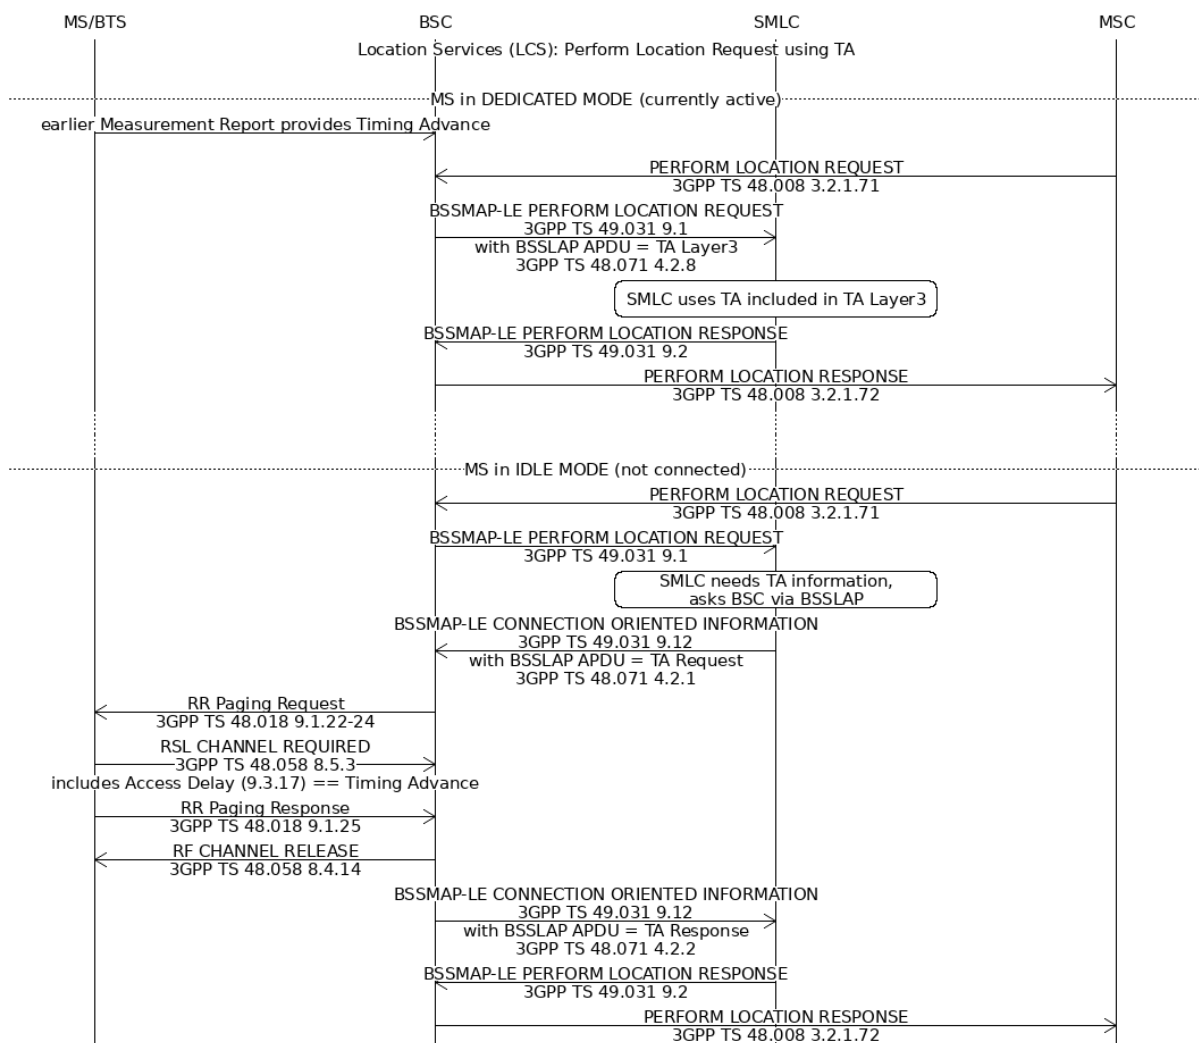 MS/BTS BSC SMLC MSC
Location Services (LCS): Perform Location Request using TA
MS in DEDICATED MODE (currently active)
earlier Measurement Report provides Timing Advance
PERFORM LOCATION REQUEST
3GPP TS 48.008 3.2.1.71
BSSMAP-LE PERFORM LOCATION REQUEST
3GPP TS 49.031 9.1
with BSSLAP APDU = TA Layer3
3GPP TS 48.071 4.2.8
SMLC uses TA included in TA Layer3
BSSMAP-LE PERFORM LOCATION RESPONSE
3GPP TS 49.031 9.2
PERFORM LOCATION RESPONSE
3GPP TS 48.008 3.2.1.72
MS in IDLE MODE (not connected)
PERFORM LOCATION REQUEST
3GPP TS 48.008 3.2.1.71
BSSMAP-LE PERFORM LOCATION REQUEST
3GPP TS 49.031 9.1
SMLC needs TA information,
asks BSC via BSSLAP
BSSMAP-LE CONNECTION ORIENTED INFORMATION
3GPP TS 49.031 9.12
with BSSLAP APDU = TA Request
3GPP TS 48.071 4.2.1
RR Paging Request
3GPP TS 48.018 9.1.22-24
RSL CHANNEL REQUIRED
3GPP TS 48.058 8.5.3
includes Access Delay (9.3.17) == Timing Advance
RR Paging Response
3GPP TS 48.018 9.1.25
RF CHANNEL RELEASE
3GPP TS 48.058 8.4.14
BSSMAP-LE CONNECTION ORIENTED INFORMATION
3GPP TS 49.031 9.12
with BSSLAP APDU = TA Response
3GPP TS 48.071 4.2.2
BSSMAP-LE PERFORM LOCATION RESPONSE
3GPP TS 49.031 9.2
PERFORM LOCATION RESPONSE
3GPP TS 48.008 3.2.1.72